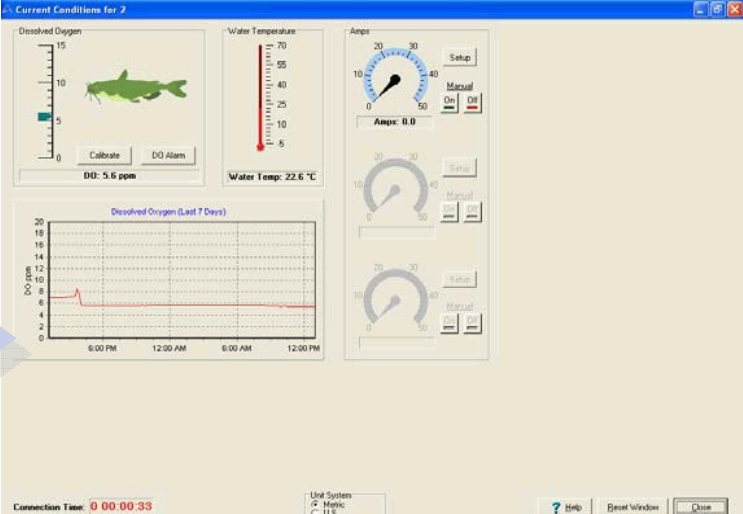 Current Conditions for 2
Dissolved Oxygen
15
10
5
0
Calibrate
DO Alarm
DO: 5.6 ppm
Water Temperature
70
55
40
25
10
-5
Water Temp: 22.6 °C
Amps
0
10
20
30
40
50
Setup
Manual
On Off
Amps: 0.0
0
10
20
30
40
50
Setup
Manual
On Off
0
10
20
30
40
50
Setup
Manual
On Off
Dissolved Oxygen (Last 7 Days)
DO ppm
20
18
16
14
12
10
8
6
4
2
0
6:00 PM 12:00 AM 6:00 AM 12:00 PM
Connection Time: 0 00:00:33
Unit System
Metric
U.S.
? Help
Reset Window
Close